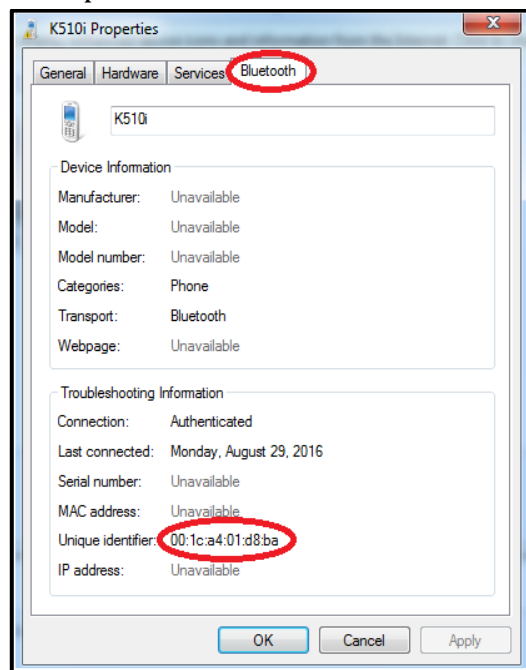 K510i Properties
X
General Hardware Services Bluetooth
K510i
Device Information
Manufacturer: Unavailable
Model: Unavailable
Model number: Unavailable
Categories: Phone
Transport: Bluetooth
Webpage: Unavailable
Troubleshooting Information
Connection: Authenticated
Last connected: Monday, August 29, 2016
Serial number: Unavailable
MAC address: Unavailable
Unique identifier: 00:1c:a4:01:d8:ba
IP address: Unavailable
OK Cancel Apply